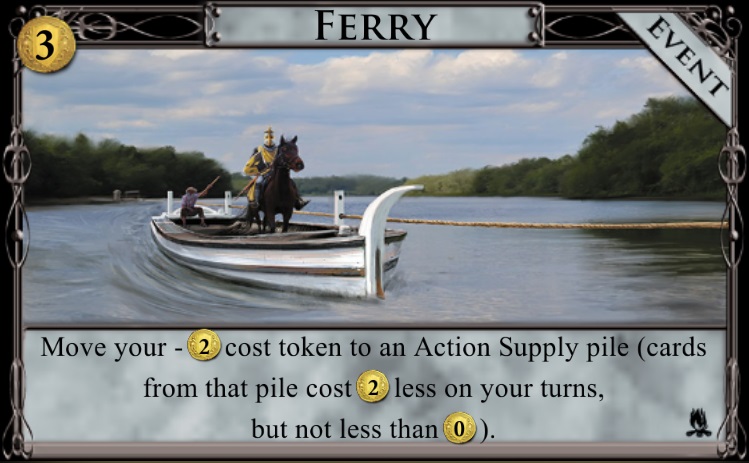 FERRY
3
EVENT
Move your - 2 cost token to an Action Supply pile (cards
from that pile cost 2 less on your turns,
but not less than 0 ).